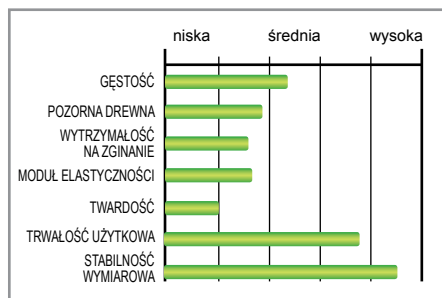 niska średnia wysoka
GĘSTOŚĆ
POZORNA DREWNA
WYTRZYMAŁOŚĆ
NA ZGINANIE
MODUŁ ELASTYCZNOŚCI
TWARDOŚĆ
TRWAŁOŚĆ UŻYTKOWA
STABILNOŚĆ
WYMIAROWA